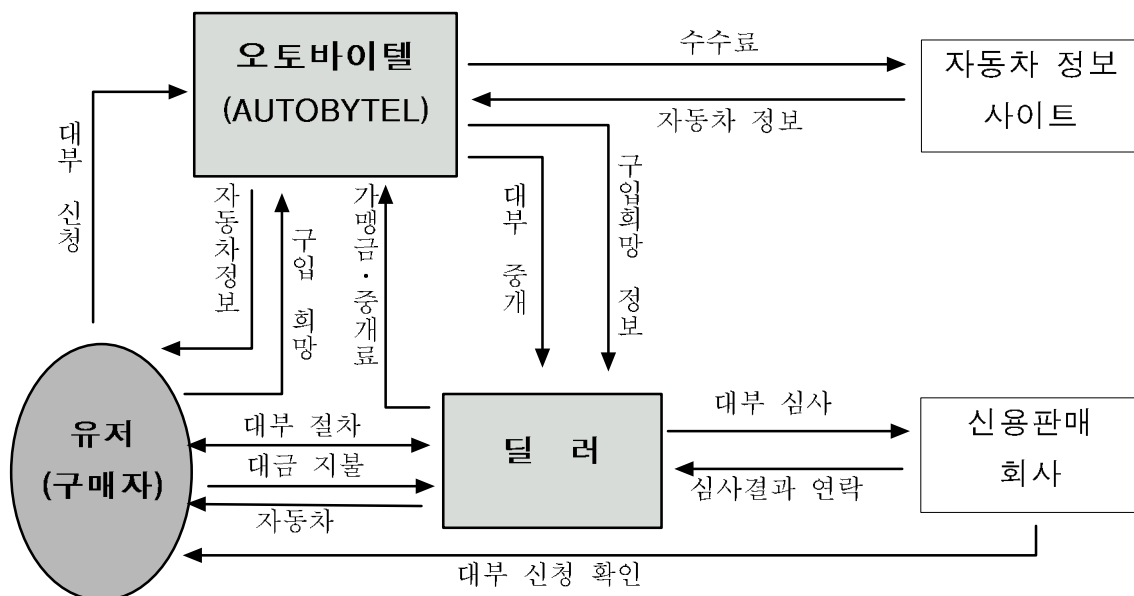 오토바이텔
(AUTOBYTEL)
수수료
자동차 정보
자동차 정보
사이트
대부 신청
자동차정보
구입 희망
가맹금·중개료
대부 중개
구입희망 정보
유저
(구매자)
대부 절차
대금 지불
자동차
딜 러
대부 심사
심사결과 연락
신용판매
회사
대부 신청 확인